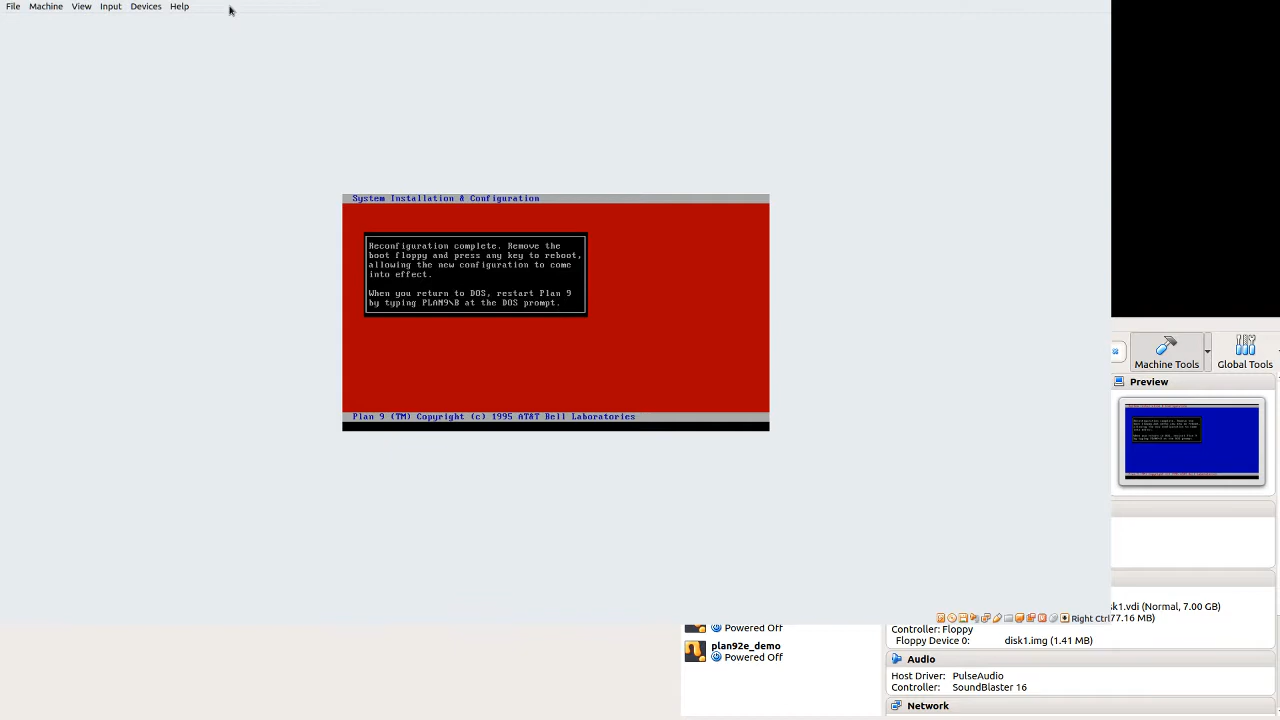 File Machine View Input Devices Help
System Installation & Configuration
Reconfiguration complete. Remove the
boot floppy and press any key to reboot,
allowing the new configuration to come
into effect.
When you return to DOS, restart Plan 9
by typing PLAN9\B at the DOS prompt.
Plan 9 (TM) Copyright (c) 1995 AT&T Bell Laboratories
Machine Tools
Global Tools
Preview
Right Ctrl
sk1.vdi (Normal, 7.00 GB)
77.16 MB)
Powered Off
plan92e_demo
Powered Off
Controller: Floppy
Floppy Device 0: disk1.img (1.41 MB)
Audio
Host Driver: PulseAudio
Controller: SoundBlaster 16
Network